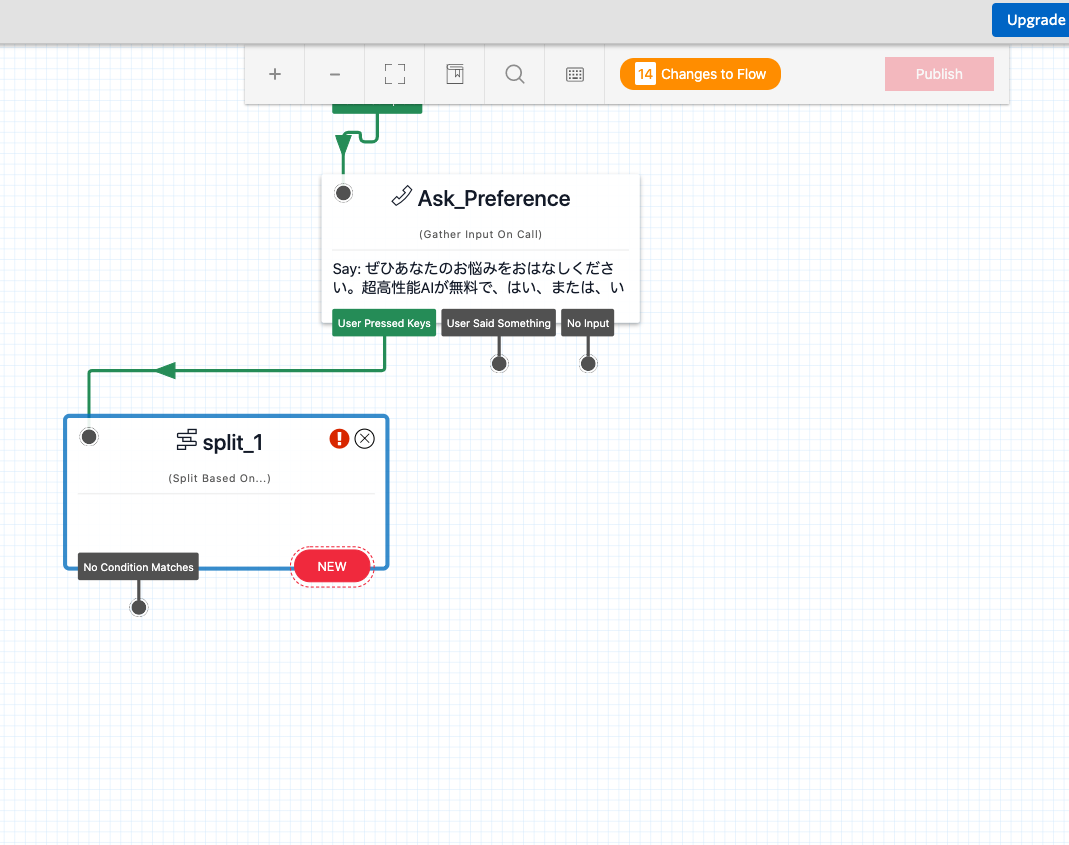 Upgrade
14 Changes to Flow
Publish
Ask_Preference
(Gather Input On Call)
Say: ぜひあなたのお悩みをおはなしくださ
い。超高性能AIが無料で、はい、または、い
User Pressed Keys
User Said Something
No Input
split_1
(Split Based On...)
No Condition Matches
NEW